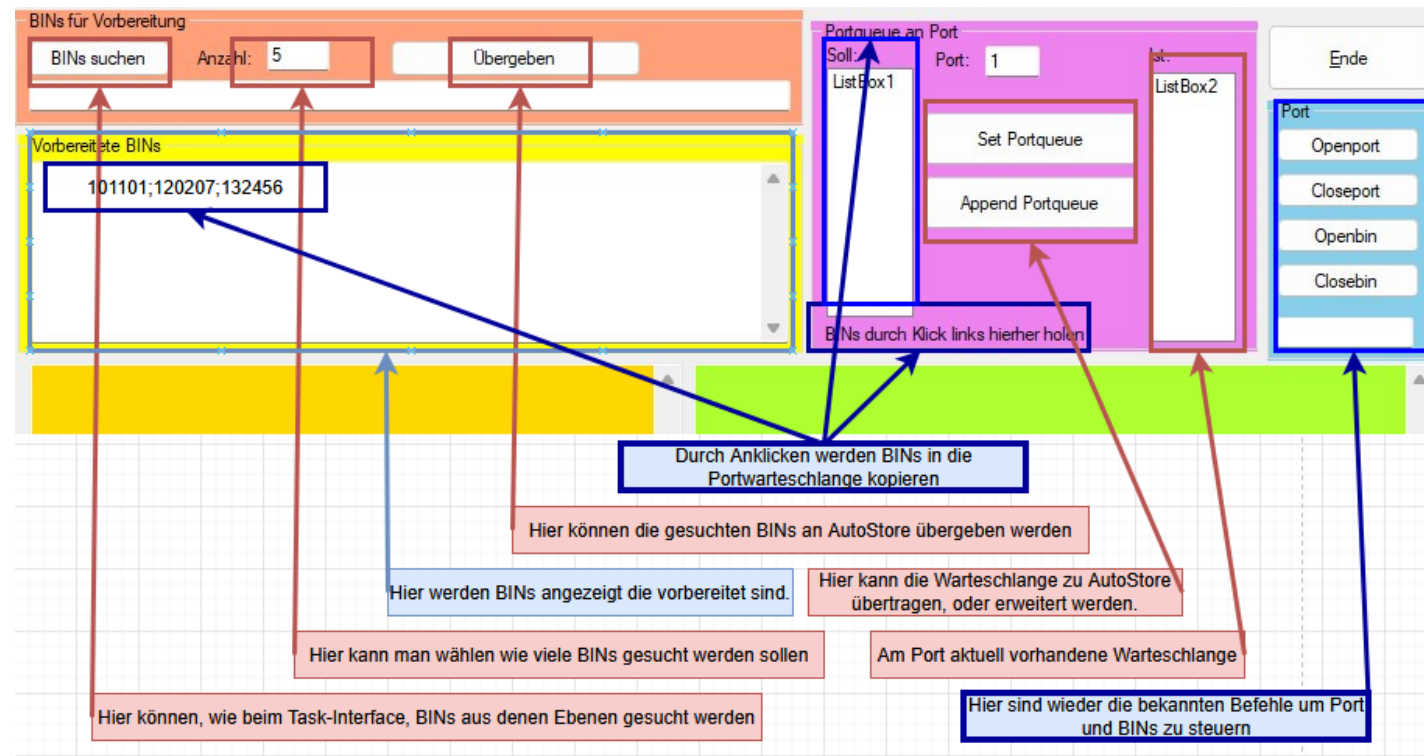 BINs für Vorbereitung
BINs suchen
Anzahl:
5
Übergeben
Vorbereitete BINs
101101;120207;132456
Portqueue an Port
Soll:
Port:
1
Ist:
ListBox1
ListBox2
Set Portqueue
Append Portqueue
BINs durch Klick links hierher holen
Ende
Port
Openport
Closeport
Openbin
Closebin
Durch Anklicken werden BINs in die
Portwarteschlange kopieren
Hier können die gesuchten BINs an AutoStore übergeben werden
Hier werden BINs angezeigt die vorbereitet sind.
Hier kann die Warteschlange zu AutoStore
übertragen, oder erweitert werden.
Hier kann man wählen wie viele BINs gesucht werden sollen
Am Port aktuell vorhandene Warteschlange
Hier können, wie beim Task-Interface, BINs aus denen Ebenen gesucht werden
Hier sind wieder die bekannten Befehle um Port
und BINs zu steuern